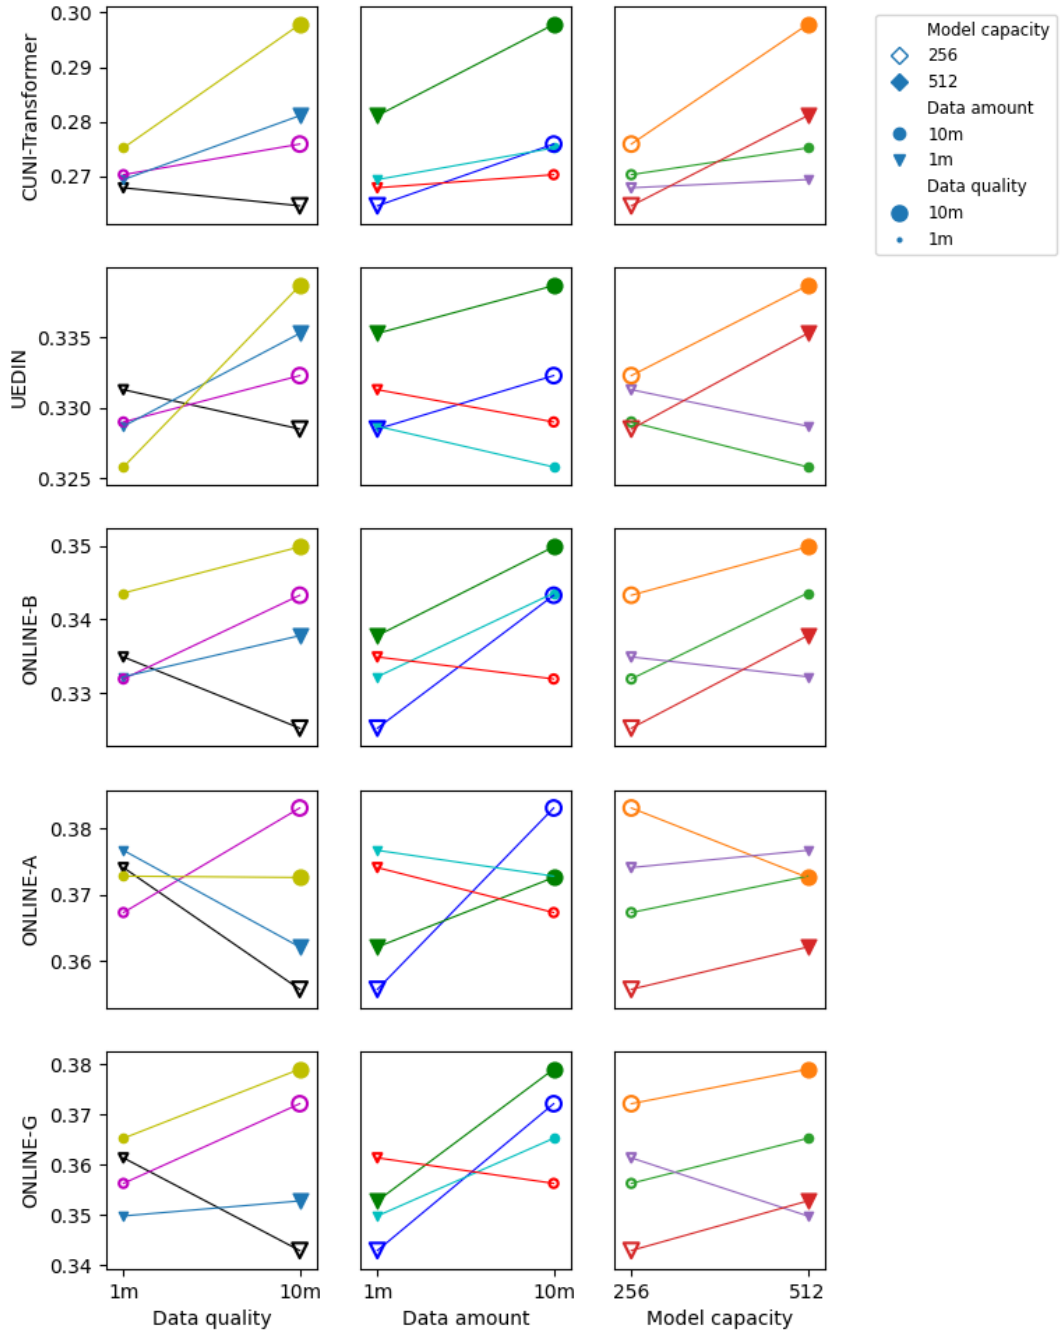 CUNI-Transformer
0.30
0.29
0.28
0.27
Model capacity
256
512
Data amount
10m
1m
Data quality
10m
1m
UEDIN
0.335
0.330
0.325
ONLINE-B
0.35
0.34
0.33
ONLINE-A
0.38
0.37
0.36
ONLINE-G
0.38
0.37
0.36
0.35
0.34
1m 10m 1m 10m 256 512
Data quality Data amount Model capacity